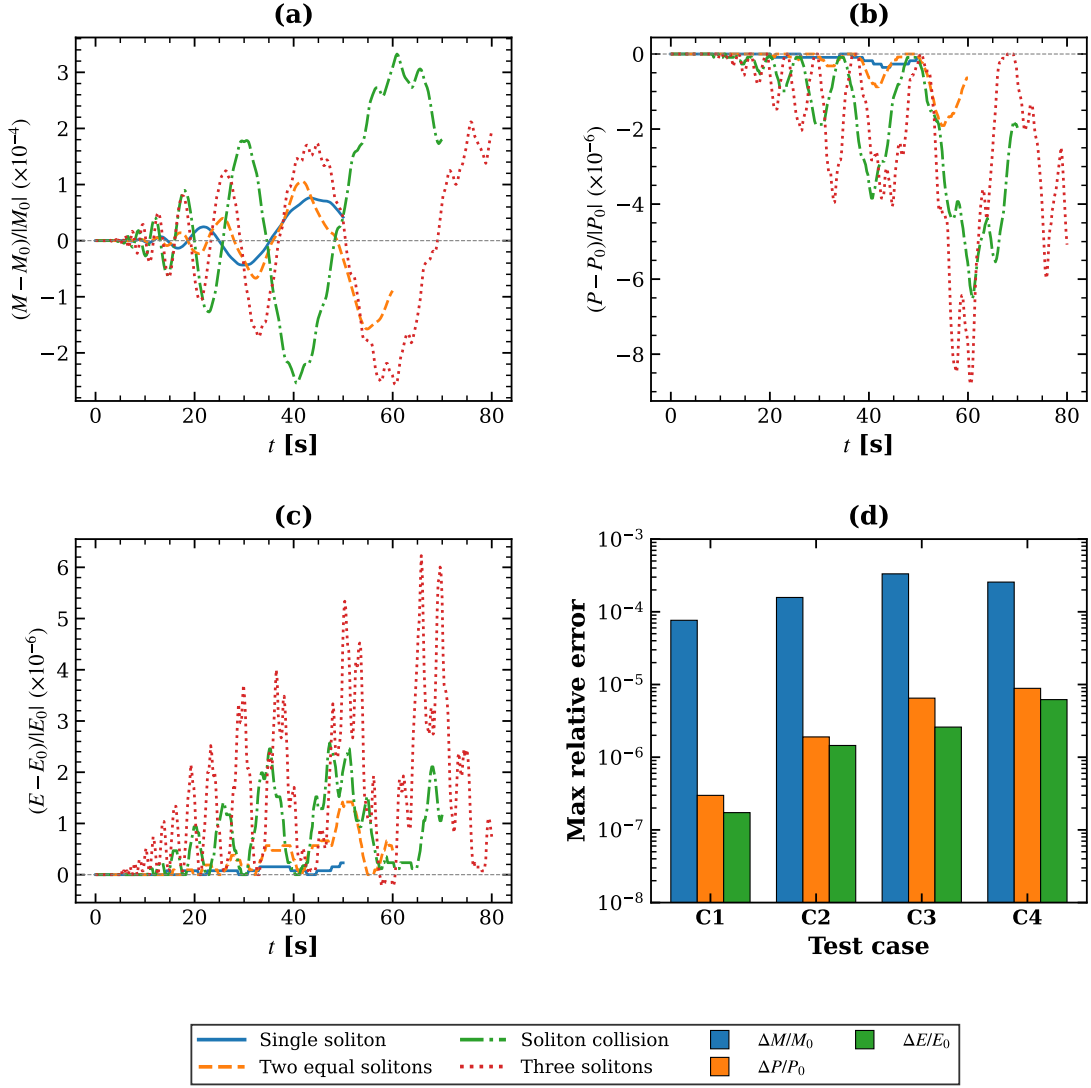 (a)
(M − M₀)/|M₀| (×10⁻⁴)
3
2
1
0
−1
−2
0 20 40 60 80
t [s]
(b)
(P − P₀)/|P₀| (×10⁻⁶)
0
−2
−4
−6
−8
0 20 40 60 80
t [s]
(c)
(E − E₀)/|E₀| (×10⁻⁶)
6
5
4
3
2
1
0
0 20 40 60 80
t [s]
(d)
Max relative error
10⁻³
10⁻⁴
10⁻⁵
10⁻⁶
10⁻⁷
10⁻⁸
C1 C2 C3 C4
Test case
Single soliton
Two equal solitons
Soliton collision
Three solitons
ΔM/M₀
ΔP/P₀
ΔE/E₀